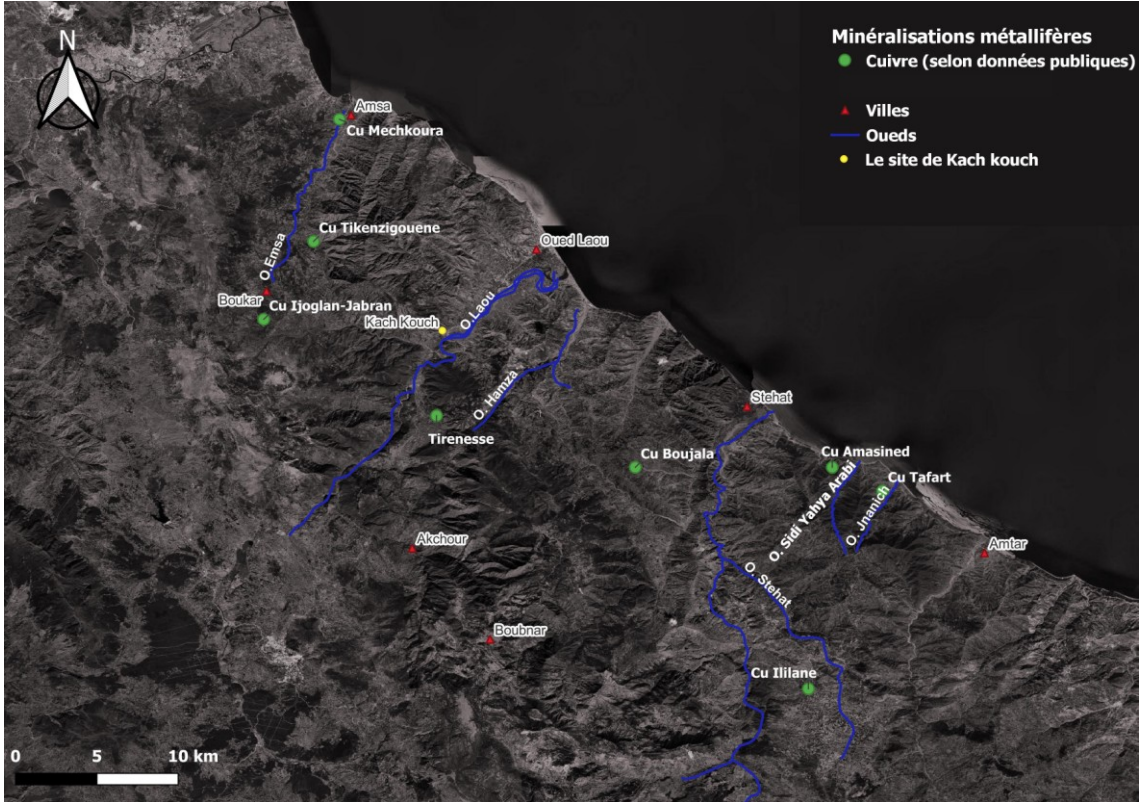 N
Minéralisations métallifères
Cuivre (selon données publiques)
Villes
Oueds
Le site de Kach kouch
Amsa
Cu Mechkoura
Cu Tikenzigouene
O.Emsa
Oued Laou
Boukar
Cu Ijoglan-Jabran
Kach Kouch
O.Laou
O. Hamza
Tirenesse
Stehat
Cu Boujala
Cu Amasined
Cu Tafart
O. Sidi Yahya Arabi
O. Jnanich
Akchour
Amtar
O. Stehat
Boubnar
Cu Ililane
0 5 10 km